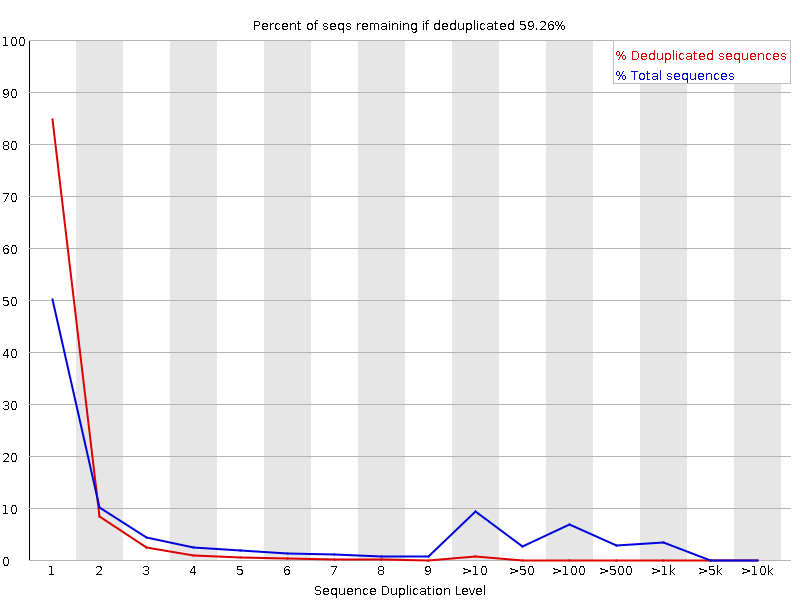 Percent of seqs remaining if deduplicated 59.26%
% Deduplicated sequences
% Total sequences
100
90
80
70
60
50
40
30
20
10
0
1 2 3 4 5 6 7 8 9 >10 >50 >100 >500 >1k >5k >10k
Sequence Duplication Level